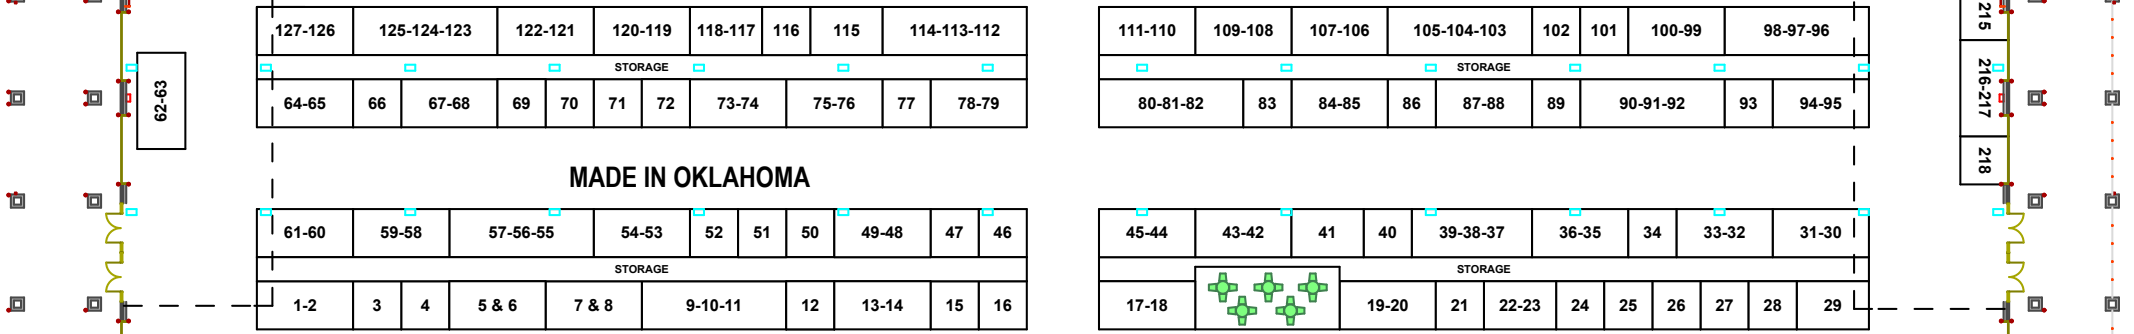 127-126 125-124-123 122-121 120-119 118-117 116 115 114-113-112 111-110 109-108 107-106 105-104-103 102 101 100-99 98-97-96 215
STORAGE STORAGE
62-63 64-65 66 67-68 69 70 71 72 73-74 75-76 77 78-79 80-81-82 83 84-85 86 87-88 89 90-91-92 93 94-95 216-217
MADE IN OKLAHOMA 218
61-60 59-58 57-56-55 54-53 52 51 50 49-48 47 46 45-44 43-42 41 40 39-38-37 36-35 34 33-32 31-30
STORAGE STORAGE
1-2 3 4 5 & 6 7 & 8 9-10-11 12 13-14 15 16 17-18 19-20 21 22-23 24 25 26 27 28 29